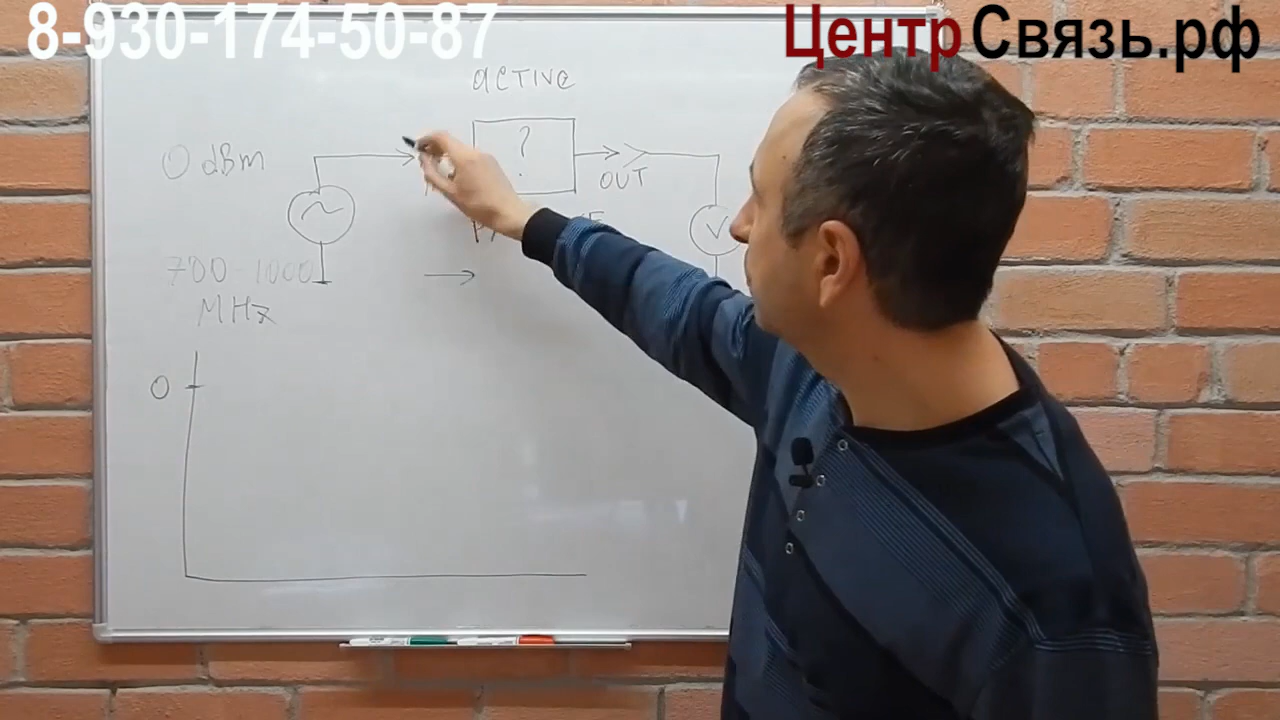 8-930-174-50-87
ЦентрСвязь.рф
ACTIVE
?
0 dBm
OUT
V
700-1000
MHz
0